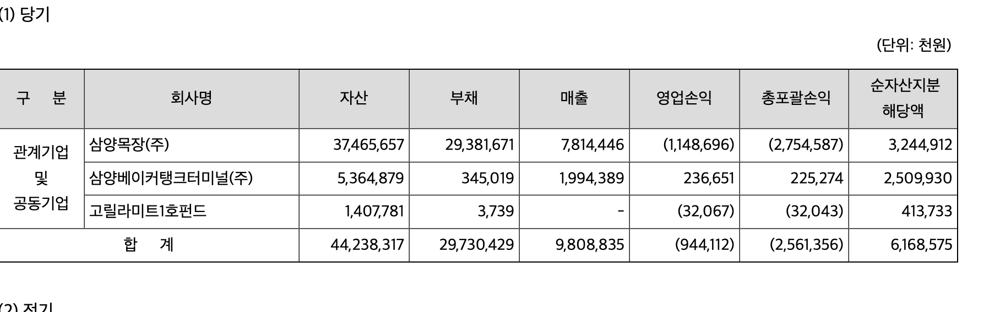 (1) 당기
(단위: 천원)
구 분 회사명 자산 부채 매출 영업손익 총포괄손익 순자산지분 해당액
관계기업 및 공동기업
삼양목장(주) 37,465,657 29,381,671 7,814,446 (1,148,696) (2,754,587) 3,244,912
삼양베이커탱크터미널(주) 5,364,879 345,019 1,994,389 236,651 225,274 2,509,930
고릴라미트1호펀드 1,407,781 3,739 - (32,067) (32,043) 413,733
합 계 44,238,317 29,730,429 9,808,835 (944,112) (2,561,356) 6,168,575
(2) 전기